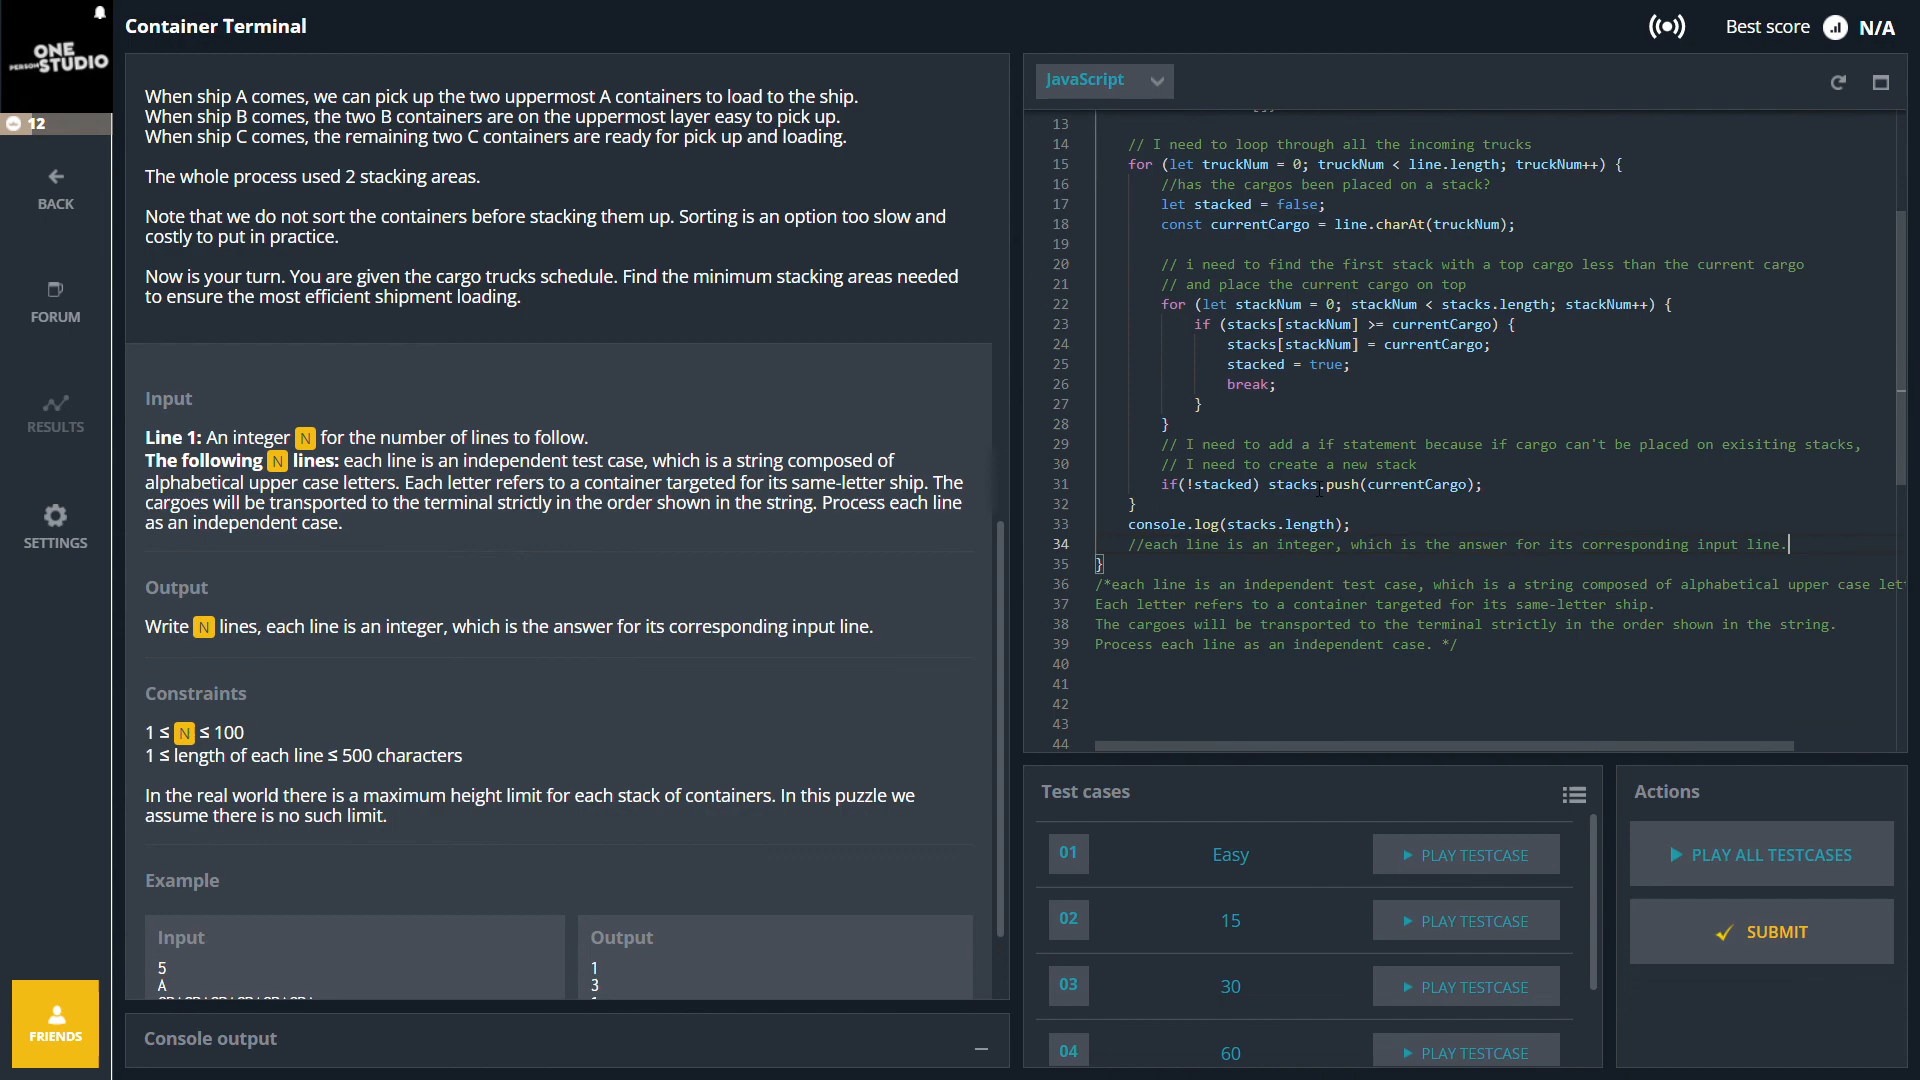 ONE
PERSON STUDIO
12
BACK
FORUM
RESULTS
SETTINGS
FRIENDS
Container Terminal
Best score N/A
When ship A comes, we can pick up the two uppermost A containers to load to the ship.
When ship B comes, the two B containers are on the uppermost layer easy to pick up.
When ship C comes, the remaining two C containers are ready for pick up and loading.
The whole process used 2 stacking areas.
Note that we do not sort the containers before stacking them up. Sorting is an option too slow and
costly to put in practice.
Now is your turn. You are given the cargo trucks schedule. Find the minimum stacking areas needed
to ensure the most efficient shipment loading.
Input
Line 1: An integer N for the number of lines to follow.
The following N lines: each line is an independent test case, which is a string composed of
alphabetical upper case letters. Each letter refers to a container targeted for its same-letter ship. The
cargoes will be transported to the terminal strictly in the order shown in the string. Process each line
as an independent case.
Output
Write N lines, each line is an integer, which is the answer for its corresponding input line.
Constraints
1 ≤ N ≤ 100
1 ≤ length of each line ≤ 500 characters
In the real world there is a maximum height limit for each stack of containers. In this puzzle we
assume there is no such limit.
Example
Input
5
A
Output
1
3
Console output
JavaScript
13
14 // I need to loop through all the incoming trucks
15 for (let truckNum = 0; truckNum < line.length; truckNum++) {
16 //has the cargos been placed on a stack?
17 let stacked = false;
18 const currentCargo = line.charAt(truckNum);
19
20 // i need to find the first stack with a top cargo less than the current cargo
21 // and place the current cargo on top
22 for (let stackNum = 0; stackNum < stacks.length; stackNum++) {
23 if (stacks[stackNum] >= currentCargo) {
24 stacks[stackNum] = currentCargo;
25 stacked = true;
26 break;
27 }
28 }
29 // I need to add a if statement because if cargo can't be placed on exisiting stacks,
30 // I need to create a new stack
31 if(!stacked) stacks.push(currentCargo);
32 }
33 console.log(stacks.length);
34 //each line is an integer, which is the answer for its corresponding input line.
35 }
36 /*each line is an independent test case, which is a string composed of alphabetical upper case let
37 Each letter refers to a container targeted for its same-letter ship.
38 The cargoes will be transported to the terminal strictly in the order shown in the string.
39 Process each line as an independent case. */
40
41
42
43
44
Test cases
01 Easy PLAY TESTCASE
02 15 PLAY TESTCASE
03 30 PLAY TESTCASE
04 60 PLAY TESTCASE
Actions
PLAY ALL TESTCASES
SUBMIT